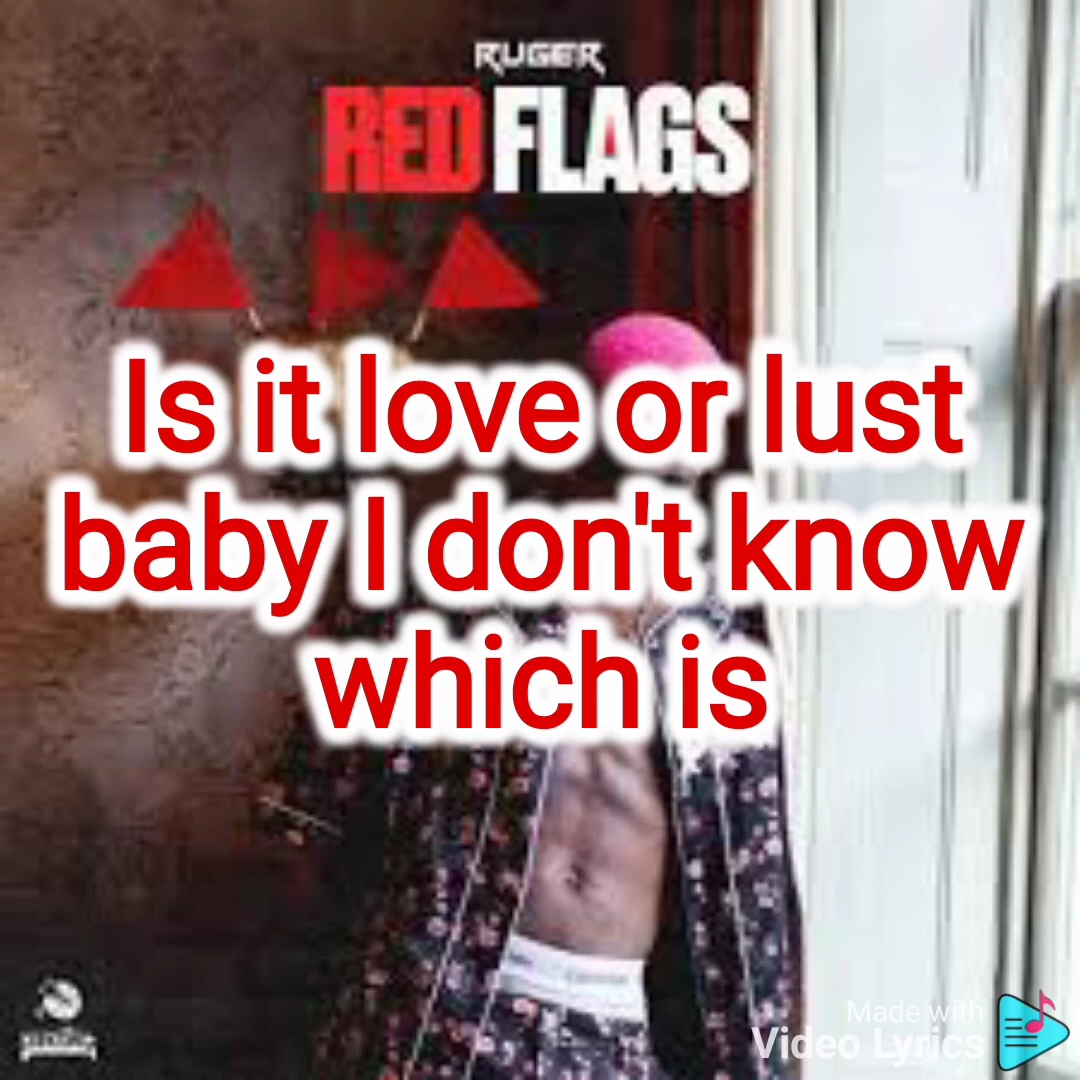 RUGER
RED FLAGS
Is it love or lust
baby I don't know
which is
Made with
Video Lyrics